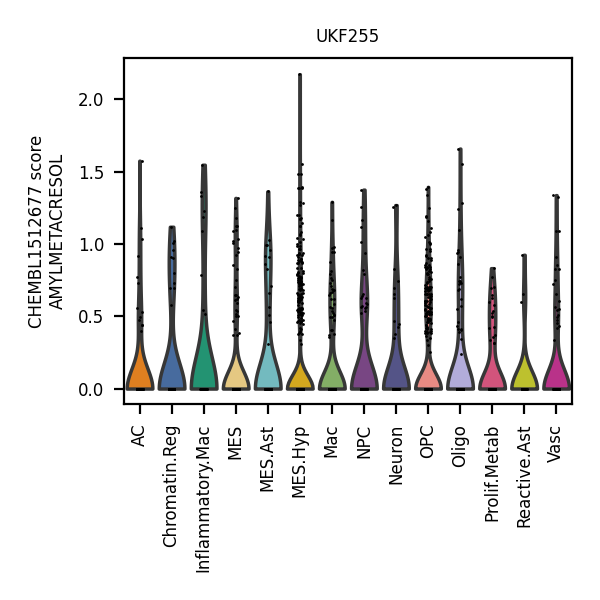 UKF255
CHEMBL1512677 score
AMYLMETACRESOL
2.0
1.5
1.0
0.5
0.0
AC
Chromatin.Reg
Inflammatory.Mac
MES
MES.Ast
MES.Hyp
Mac
NPC
Neuron
OPC
Oligo
Prolif.Metab
Reactive.Ast
Vasc